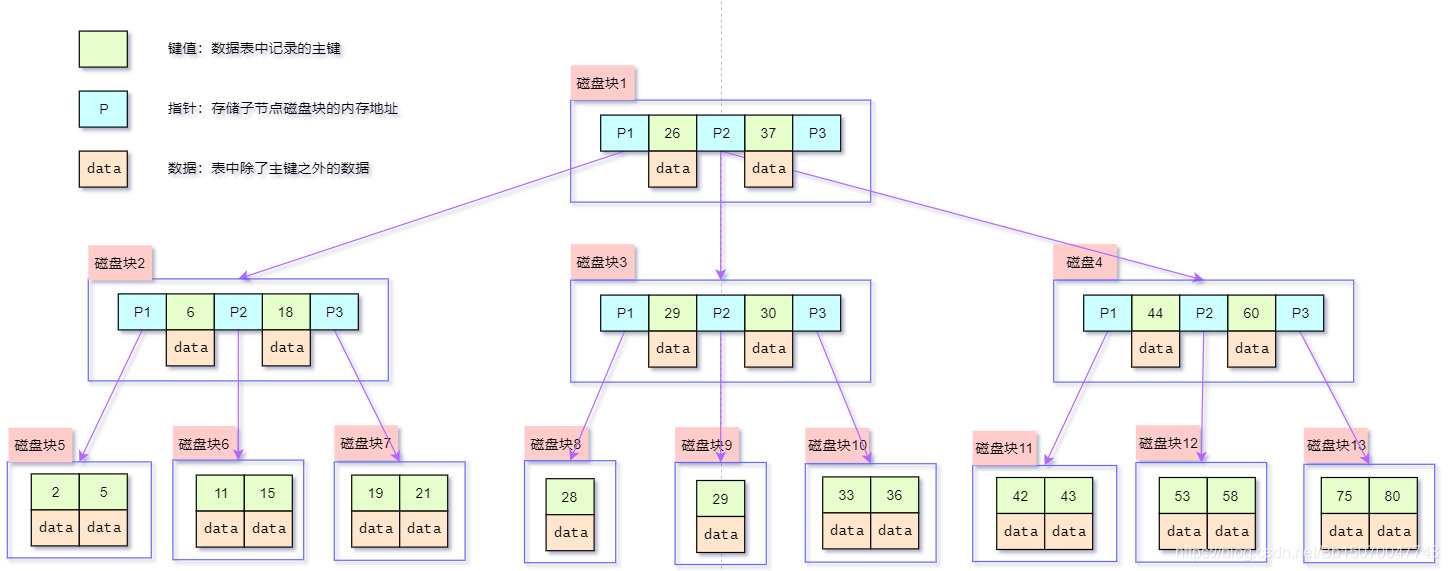 键值：数据表中记录的主键
P
指针：存储子节点磁盘块的内存地址
data
数据：表中除了主键之外的数据
磁盘块1
P1 26 P2 37 P3
data data
磁盘块2
P1 6 P2 18 P3
data data
磁盘块3
P1 29 P2 30 P3
data data
磁盘4
P1 44 P2 60 P3
data data
磁盘块5
2 5
data data
磁盘块6
11 15
data data
磁盘块7
19 21
data data
磁盘块8
28
data
磁盘块9
29
data
磁盘块10
33 36
data data
磁盘块11
42 43
data data
磁盘块12
53 58
data data
磁盘块13
75 80
data data